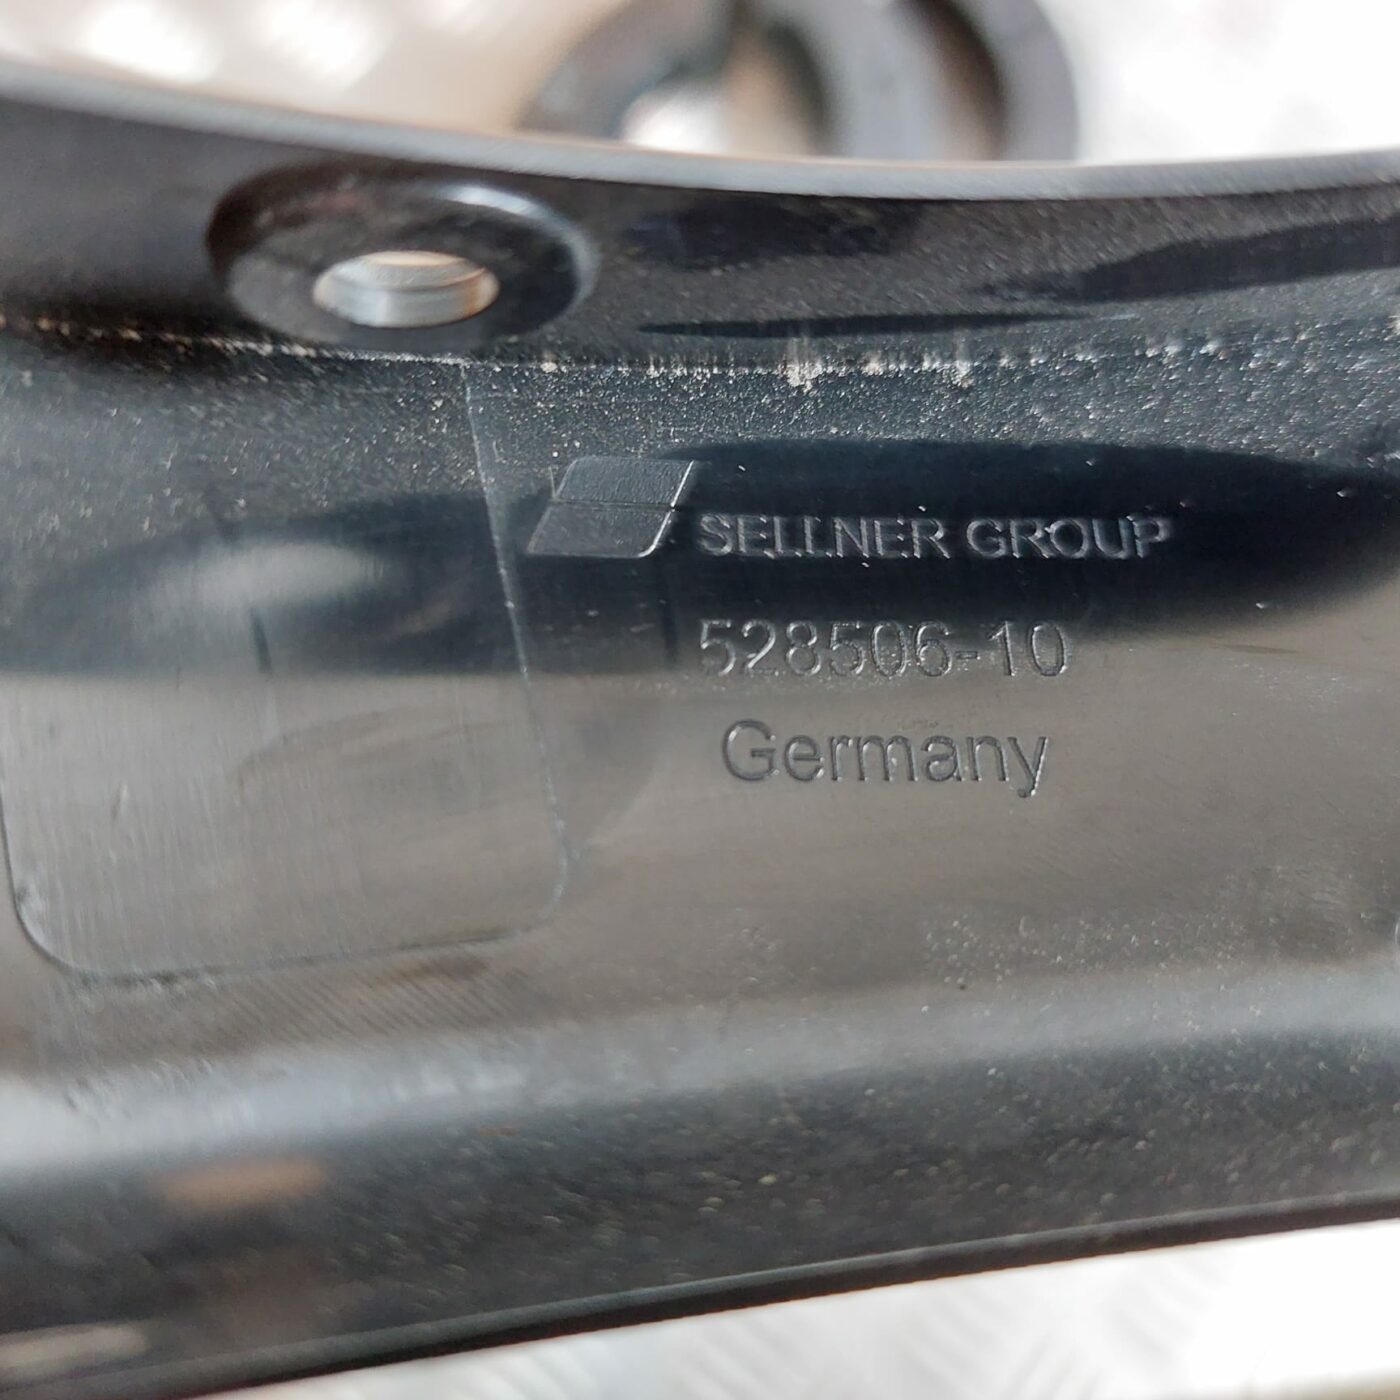 SELLNER GROUP
528506-10
Germany